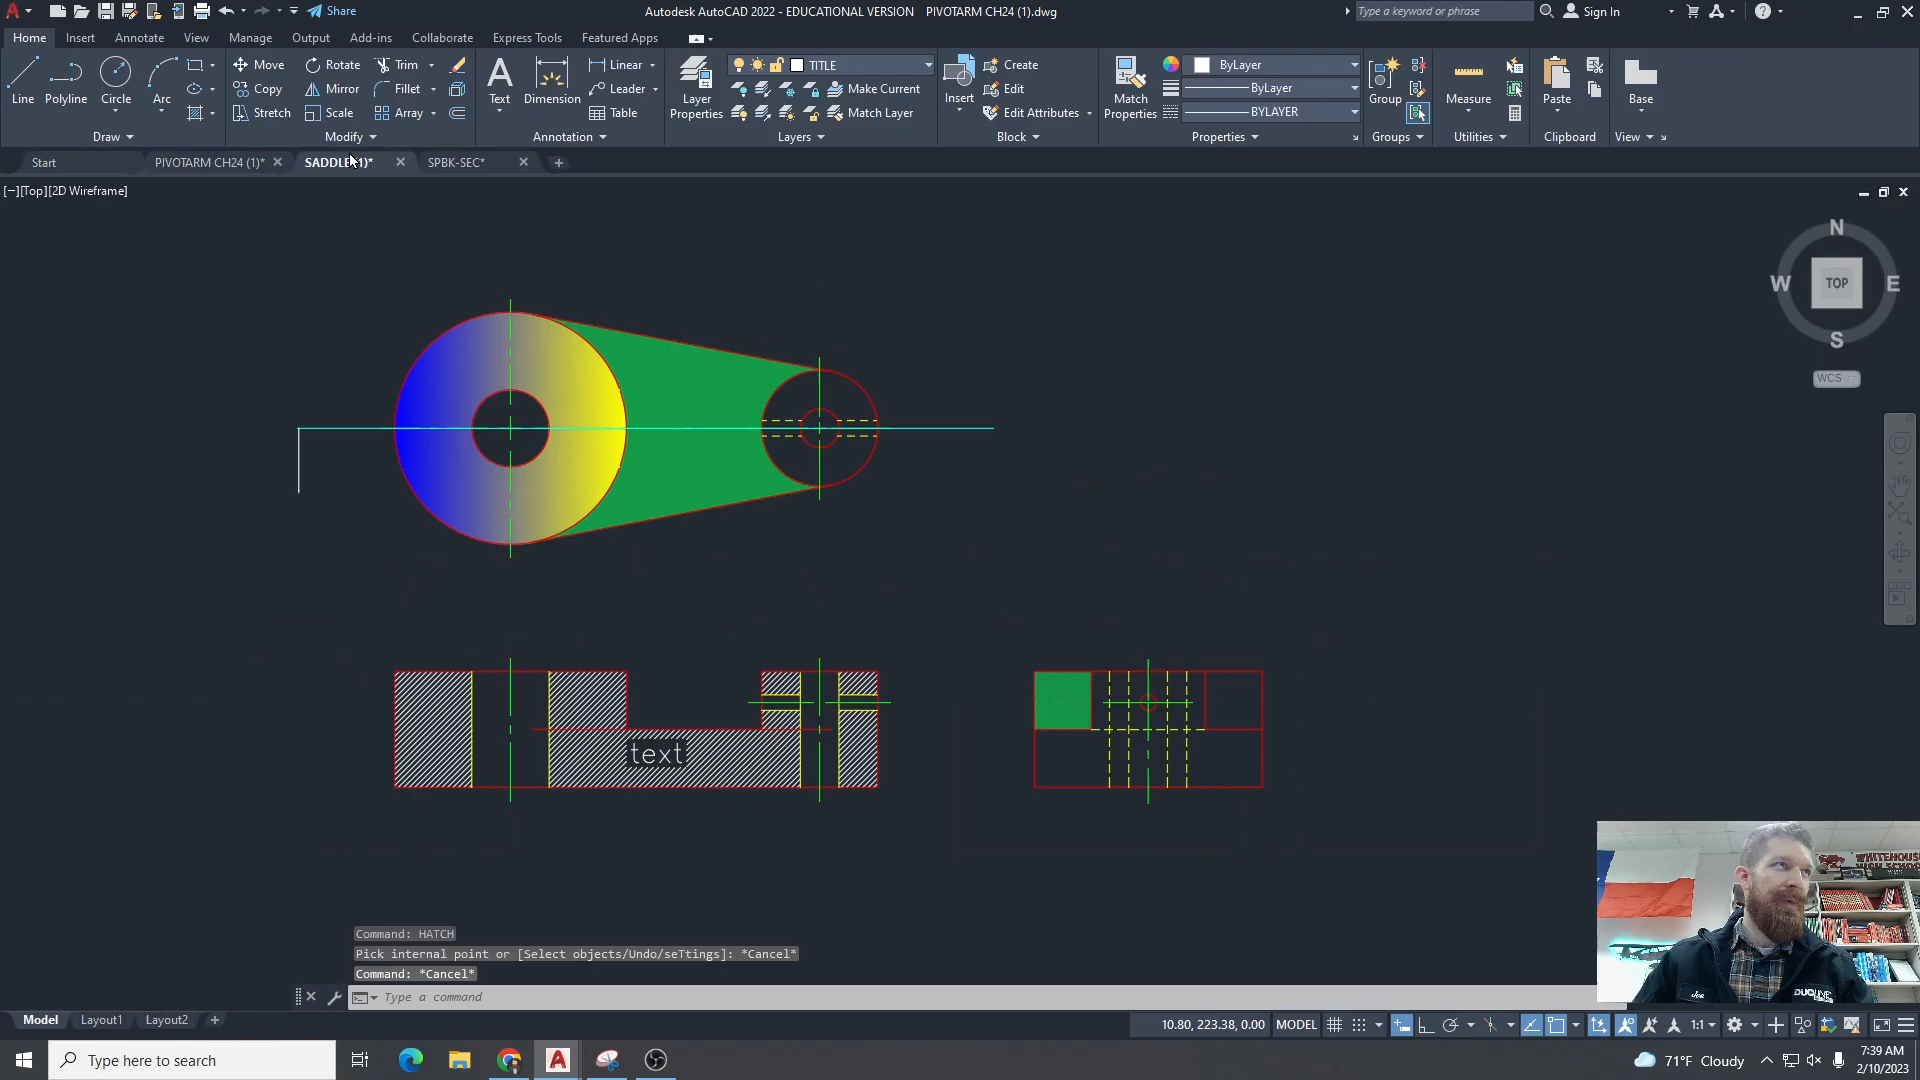 Share
Autodesk AutoCAD 2022 - EDUCATIONAL VERSION PIVOTARM CH24 (1).dwg
Type a keyword or phrase
Sign In
Home Insert Annotate View Manage Output Add-ins Collaborate Express Tools Featured Apps
Line Polyline Circle Arc
Move Rotate Trim
Copy Mirror Fillet
Stretch Scale Array
Text Dimension
Linear
Leader
Table
Layer Properties
TITLE
Make Current
Match Layer
Insert
Create
Edit
Edit Attributes
Match Properties
ByLayer
ByLayer
BYLAYER
Group
Measure
Paste
Base
Draw Modify Annotation Layers Block Properties Groups Utilities Clipboard View
Start PIVOTARM CH24 (1)* SADDLE (1)* SPBK-SEC*
[−][Top][2D Wireframe]
N
W TOP E
S
WCS
text
WHITEHOUSE
HIGH SCHOOL
Joe
Command: HATCH
Pick internal point or [Select objects/Undo/seTtings]: *Cancel*
Command: *Cancel*
Type a command
Model Layout1 Layout2
10.80, 223.38, 0.00 MODEL 1:1
Type here to search
71°F Cloudy
7:39 AM
2/10/2023